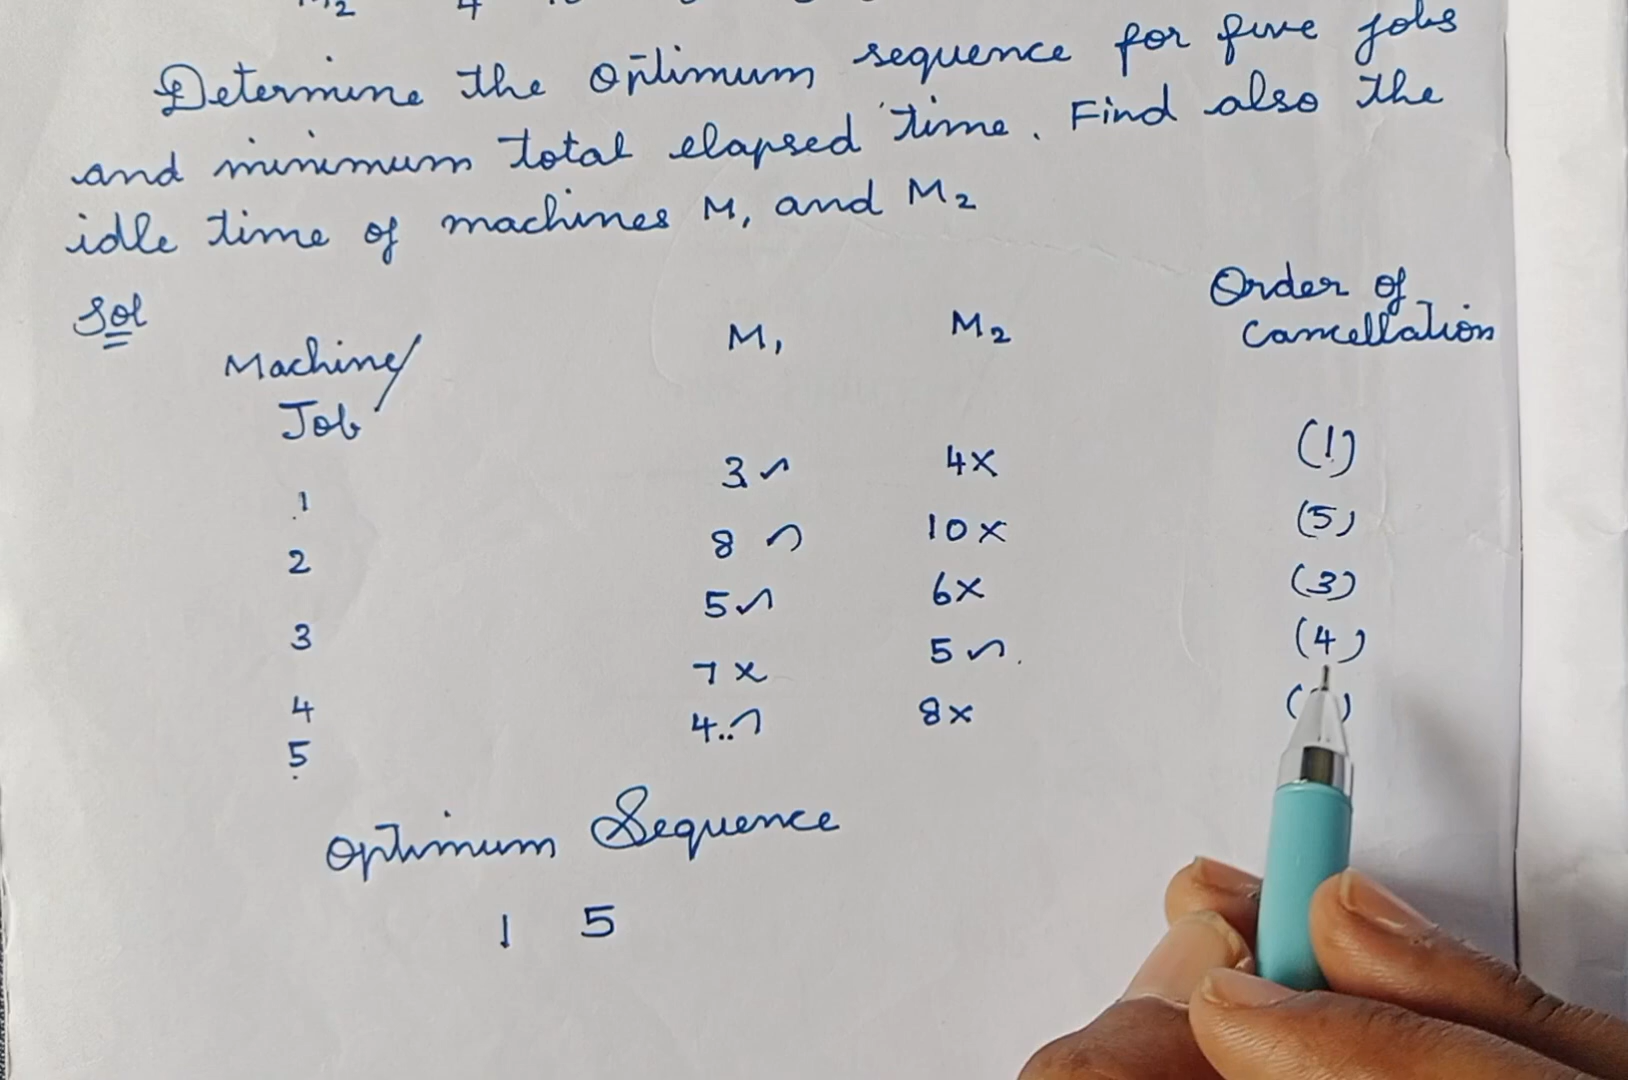 Determine the optimum sequence for five jobs
and minimum total elapsed time. Find also the
idle time of machines M1 and M2
Sol
Machine/ Job M1 M2 Order of Cancellation
1 3 ✓ 4 x (1)
2 8 ✓ 10 x (5)
3 5 ✓ 6 x (3)
4 7 x 5 ✓ (4)
5 4 ✓ 8 x
Optimum Sequence
1 5